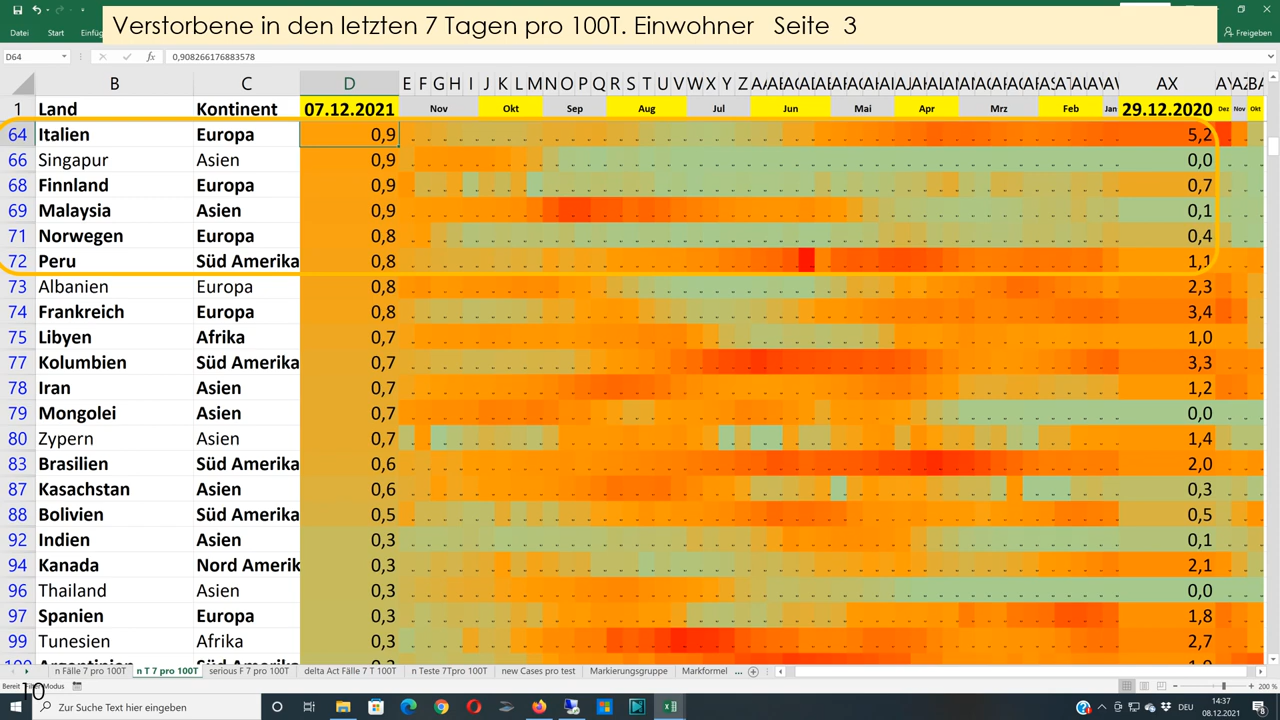 Verstorbene in den letzten 7 Tagen pro 100T. Einwohner Seite 3
Datei Start Einfüg Freigeben
D64 fx 0,908266176883578
B C D E F G H I J K L M N O P Q R S T U V W X Y Z AX
1 Land Kontinent 07.12.2021 Nov Okt Sep Aug Jul Jun Mai Apr Mrz Feb Jan 29.12.2020 Dez Nov Okt
64 Italien Europa 0,9 5,2
66 Singapur Asien 0,9 0,0
68 Finnland Europa 0,9 0,7
69 Malaysia Asien 0,9 0,1
71 Norwegen Europa 0,8 0,4
72 Peru Süd Amerika 0,8 1,1
73 Albanien Europa 0,8 2,3
74 Frankreich Europa 0,8 3,4
75 Libyen Afrika 0,7 1,0
77 Kolumbien Süd Amerika 0,7 3,3
78 Iran Asien 0,7 1,2
79 Mongolei Asien 0,7 0,0
80 Zypern Asien 0,7 1,4
83 Brasilien Süd Amerika 0,6 2,0
87 Kasachstan Asien 0,6 0,3
88 Bolivien Süd Amerika 0,5 0,5
92 Indien Asien 0,3 0,1
94 Kanada Nord Amerik 0,3 2,1
96 Thailand Asien 0,3 0,0
97 Spanien Europa 0,3 1,8
99 Tunesien Afrika 0,3 2,7
n Fälle 7 pro 100T n T 7 pro 100T serious F 7 pro 100T delta Act Fälle 7 T 100T n Teste 7Tpro 100T new Cases pro test Markierungsgruppe Markformel ...
Bereit Modus 200 %
10
Zur Suche Text hier eingeben DEU 14:37
08.12.2021